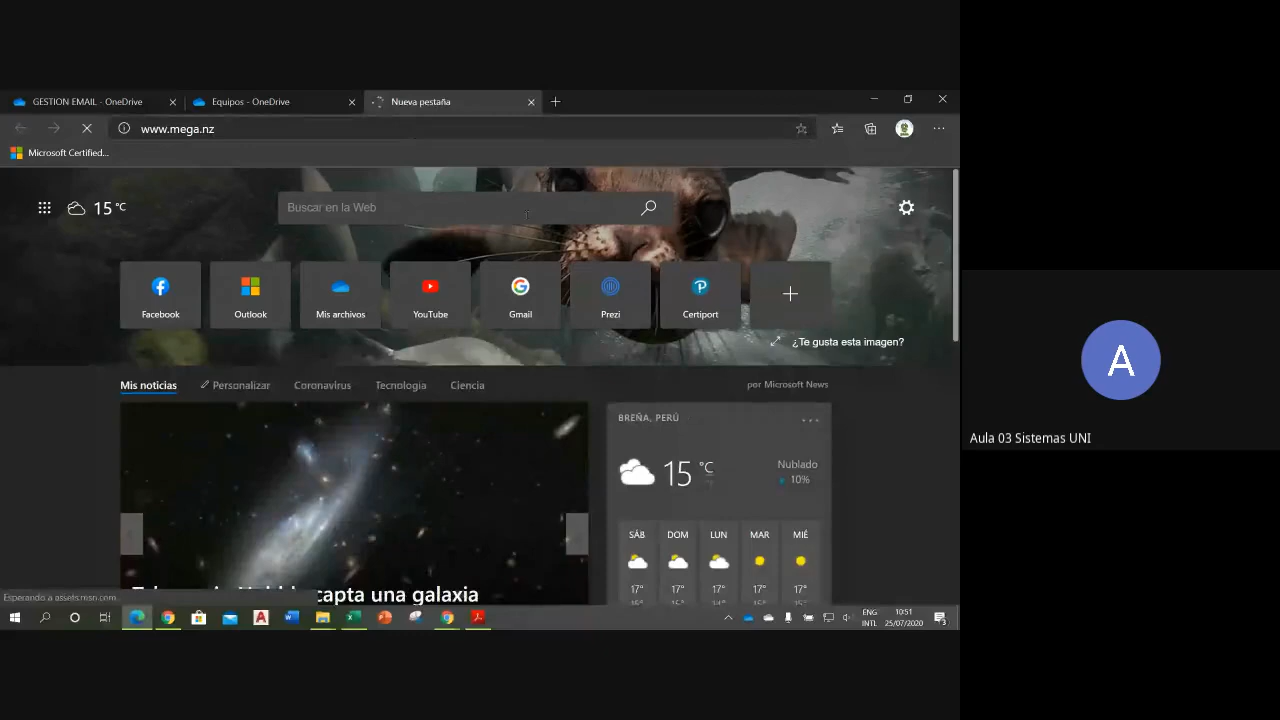 GESTION EMAIL - OneDrive
Equipos - OneDrive
Nueva pestaña
www.mega.nz
Microsoft Certified...
15 °C
Buscar en la Web
Facebook
Outlook
Mis archivos
YouTube
Gmail
Prezi
Certiport
¿Te gusta esta imagen?
Mis noticias
Personalizar
Coronavirus
Tecnologia
Ciencia
por Microsoft News
BREÑA, PERÚ
15 °C
Nublado
10%
SÁB DOM LUN MAR MIÉ
17° 17° 17° 17° 17°
capta una galaxia
Esperando a assets.msn.com...
ENG
INTL
10:51
25/07/2020
A
Aula 03 Sistemas UNI